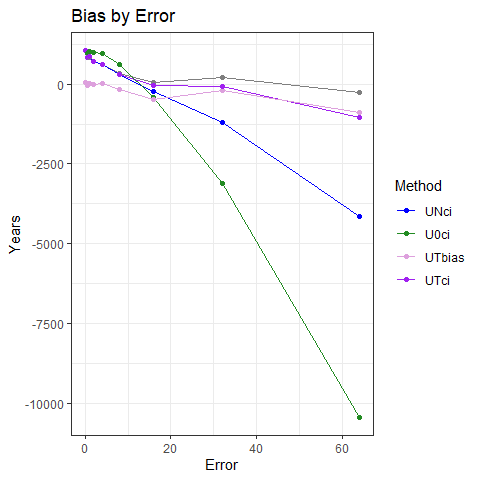 Bias by Error
0
-2500
-5000
-7500
-10000
Years
0 20 40 60
Error
Method
UNci
U0ci
UTbias
UTci